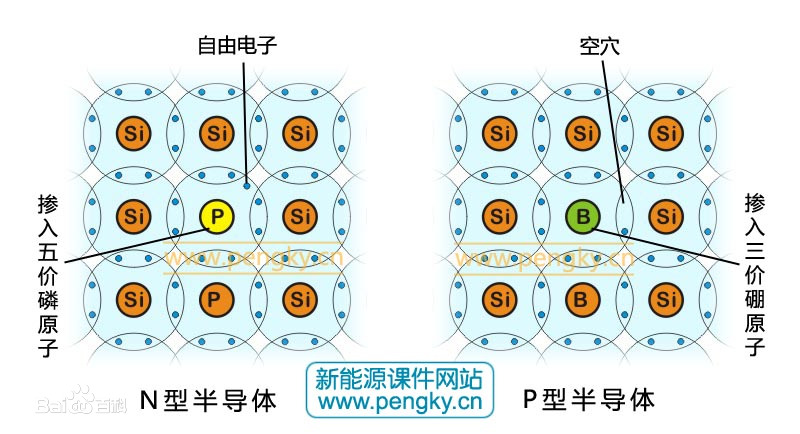 自由电子
空穴
Si Si Si
Si Si Si
Si P Si
Si B Si
掺入五价磷原子
掺入三价硼原子
www.pengky.cn
www.pengky.cn
Si P Si
Si B Si
N型半导体
P型半导体
新能源课件网站
www.pengky.cn
Bai百科